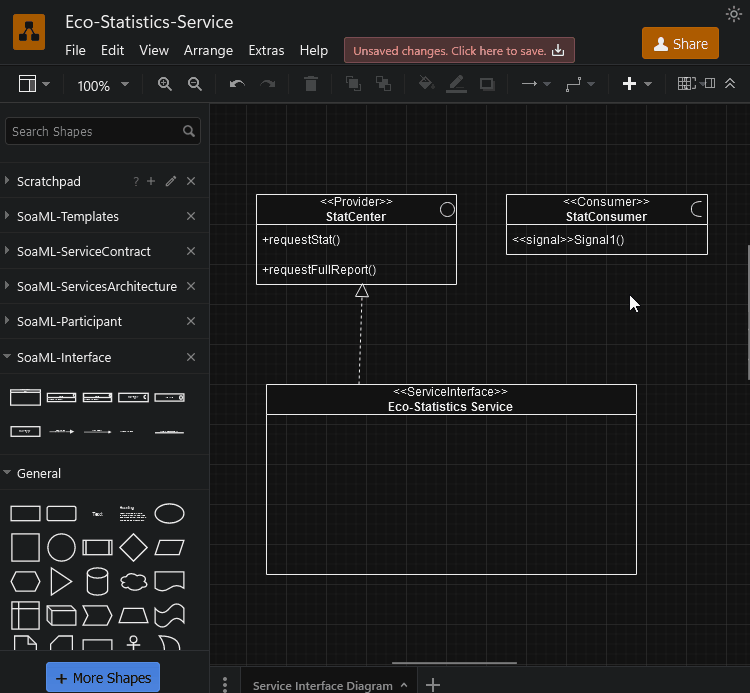 Eco-Statistics-Service
File Edit View Arrange Extras Help
Unsaved changes. Click here to save.
Share
100%
Search Shapes
Scratchpad
?
SoaML-Templates
SoaML-ServiceContract
SoaML-ServicesArchitecture
SoaML-Participant
SoaML-Interface
General
Text
Heading
+ More Shapes
<<Provider>>
StatCenter
+requestStat()
+requestFullReport()
<<Consumer>>
StatConsumer
<<signal>>Signal1()
<<ServiceInterface>>
Eco-Statistics Service
Service Interface Diagram